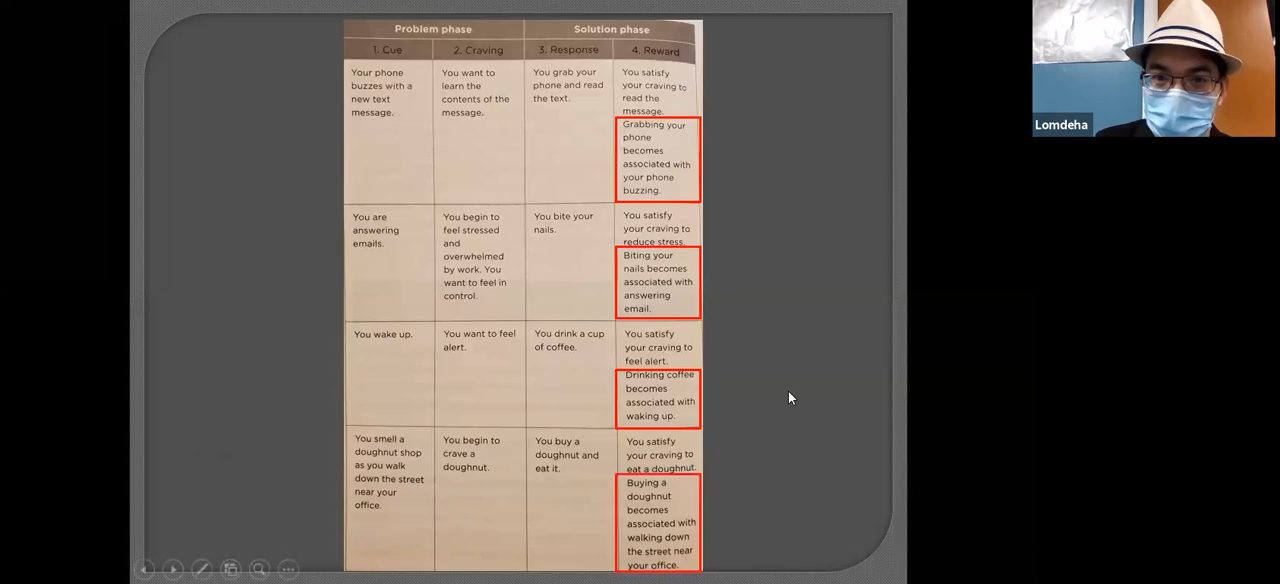 Problem phase
Solution phase
1. Cue
2. Craving
3. Response
4. Reward
Your phone
buzzes with a
new text
message.
You want to
learn the
contents of the
message.
You grab your
phone and read
the text.
You satisfy
your craving to
read the
message.
Grabbing your
phone
becomes
associated with
your phone
buzzing.
You are
answering
emails.
You begin to
feel stressed
and
overwhelmed
by work. You
want to feel in
control.
You bite your
nails.
You satisfy
your craving to
reduce stress.
Biting your
nails becomes
associated with
answering
email.
You wake up.
You want to feel
alert.
You drink a cup
of coffee.
You satisfy
your craving to
feel alert.
Drinking coffee
becomes
associated with
waking up.
You smell a
doughnut shop
as you walk
down the street
near your
office.
You begin to
crave a
doughnut.
You buy a
doughnut and
eat it.
You satisfy
your craving to
eat a doughnut.
Buying a
doughnut
becomes
associated with
walking down
the street near
your office.
Lomdeha